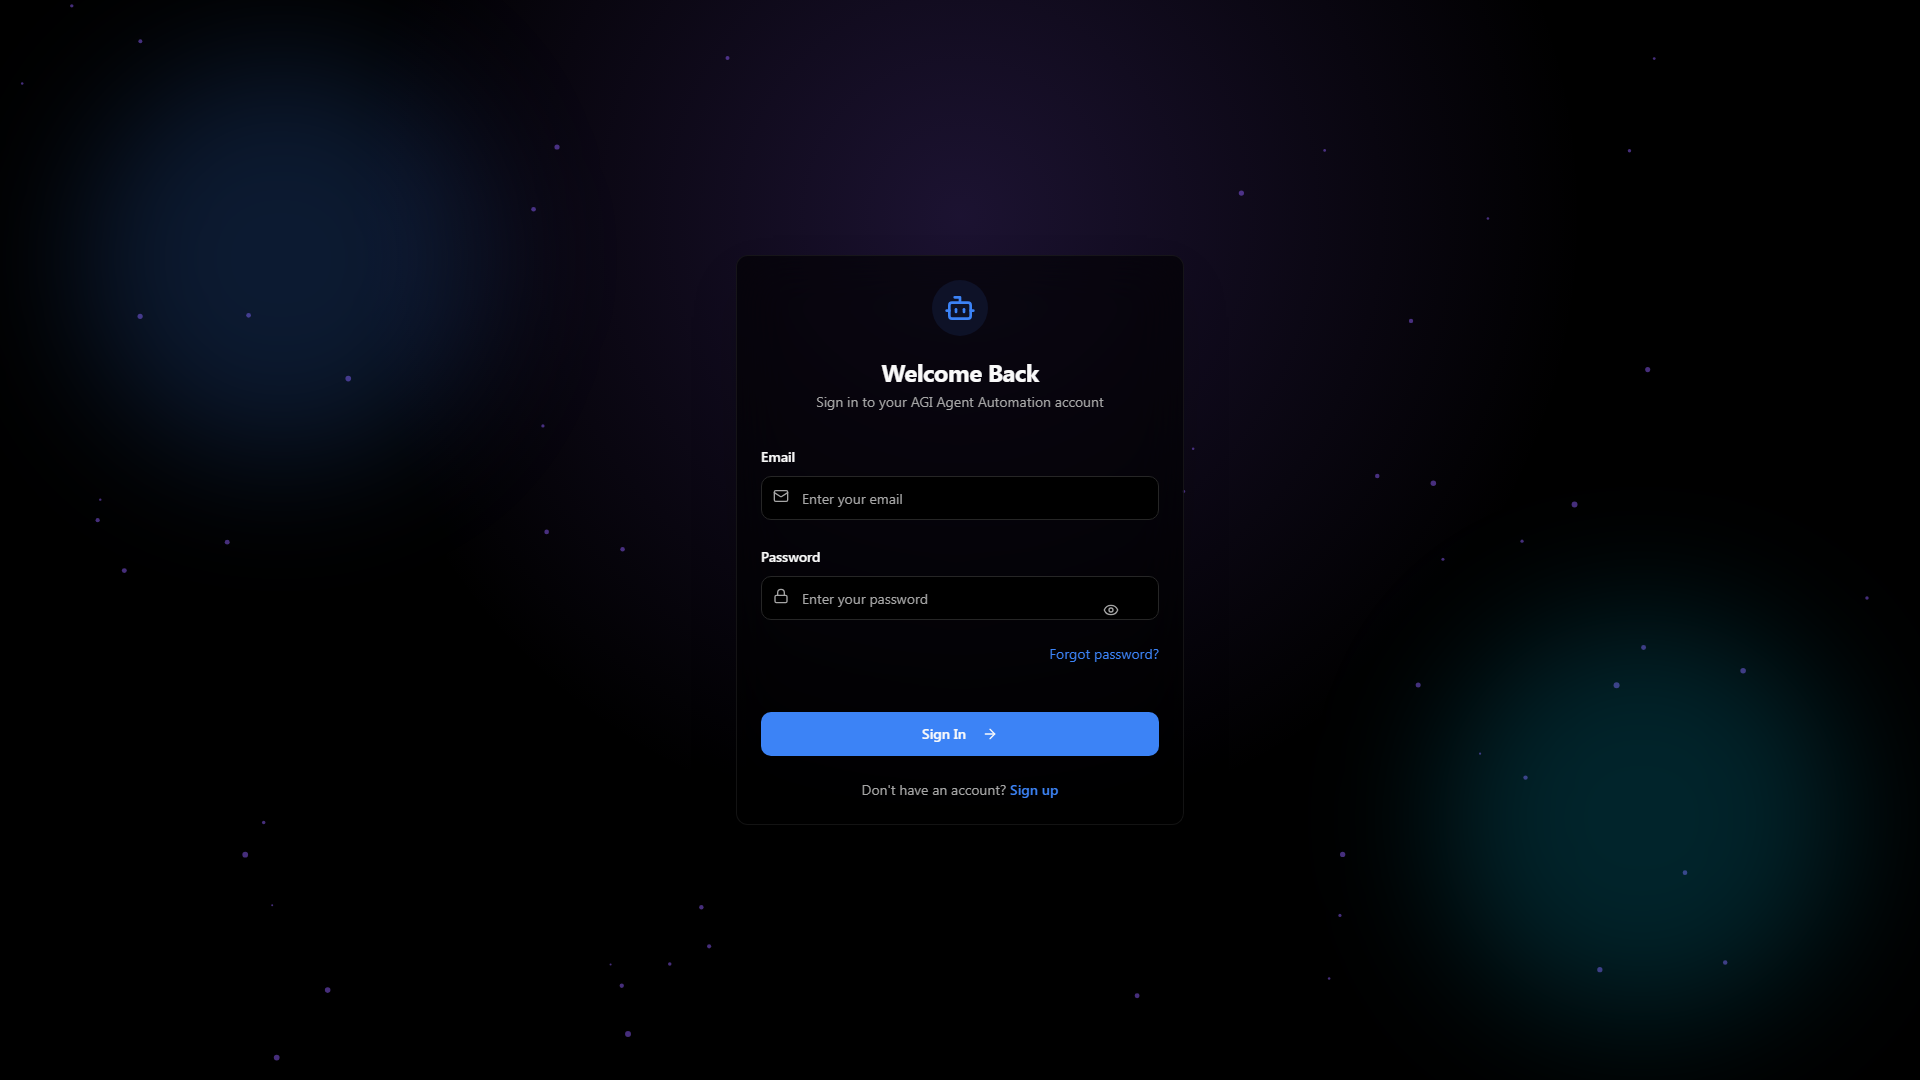 Welcome Back
Sign in to your AGI Agent Automation account
Email
Enter your email
Password
Enter your password
Forgot password?
Sign In
Don't have an account? Sign up